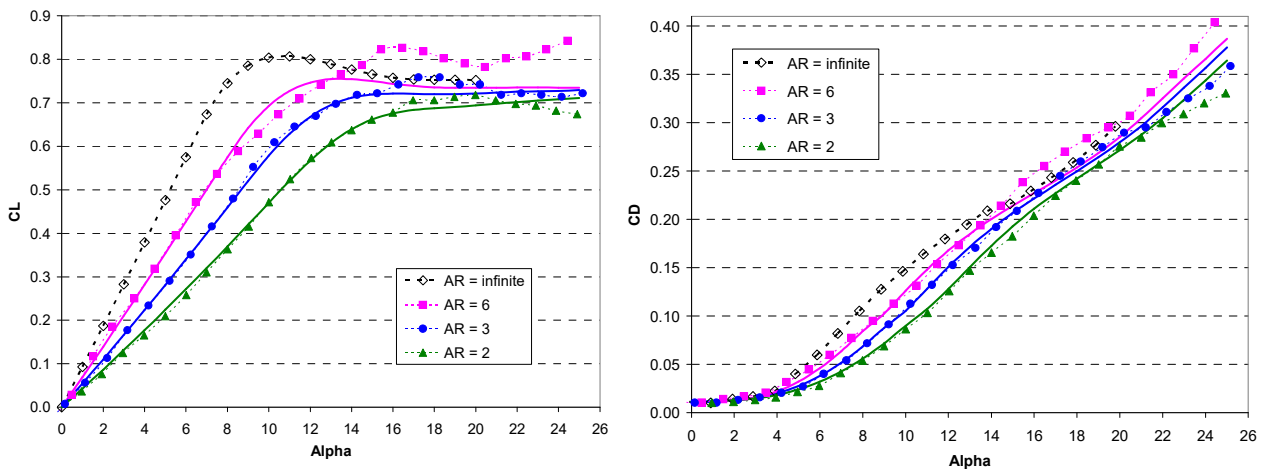 0.9
0.8
0.7
0.6
0.5
0.4
0.3
0.2
0.1
0.0
CL
0 2 4 6 8 10 12 14 16 18 20 22 24 26
Alpha
AR = infinite
AR = 6
AR = 3
AR = 2
0.40
0.35
0.30
0.25
0.20
0.15
0.10
0.05
0.00
CD
0 2 4 6 8 10 12 14 16 18 20 22 24 26
Alpha
AR = infinite
AR = 6
AR = 3
AR = 2